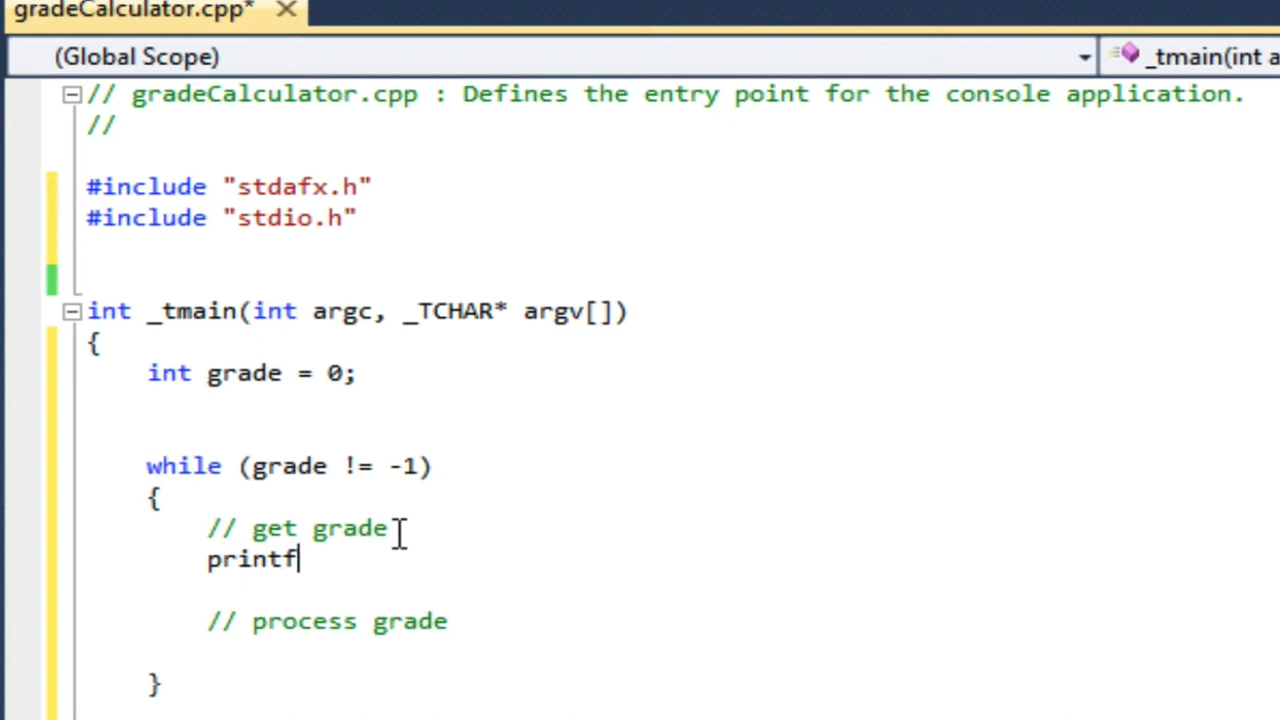 gradeCalculator.cpp*
(Global Scope)
_tmain(int a
// gradeCalculator.cpp : Defines the entry point for the console application.
//
#include "stdafx.h"
#include "stdio.h"
int _tmain(int argc, _TCHAR* argv[])
{
int grade = 0;
while (grade != -1)
{
// get grade
printf
// process grade
}